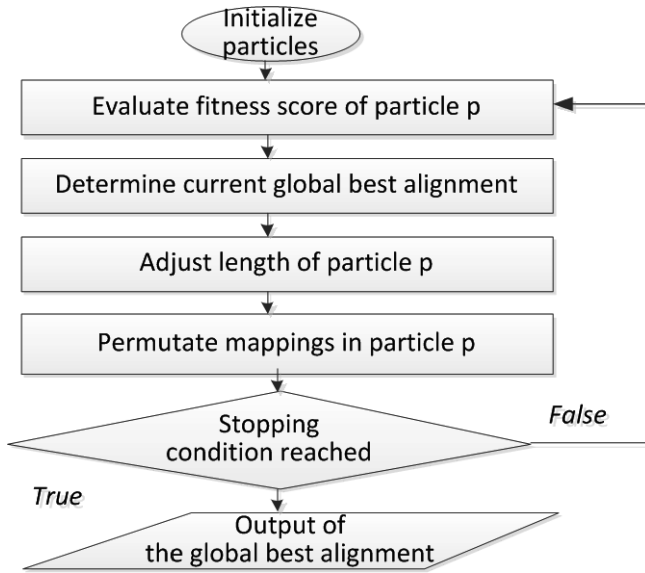 Initialize
particles
Evaluate fitness score of particle p
Determine current global best alignment
Adjust length of particle p
Permutate mappings in particle p
Stopping
condition reached
False
True
Output of
the global best alignment